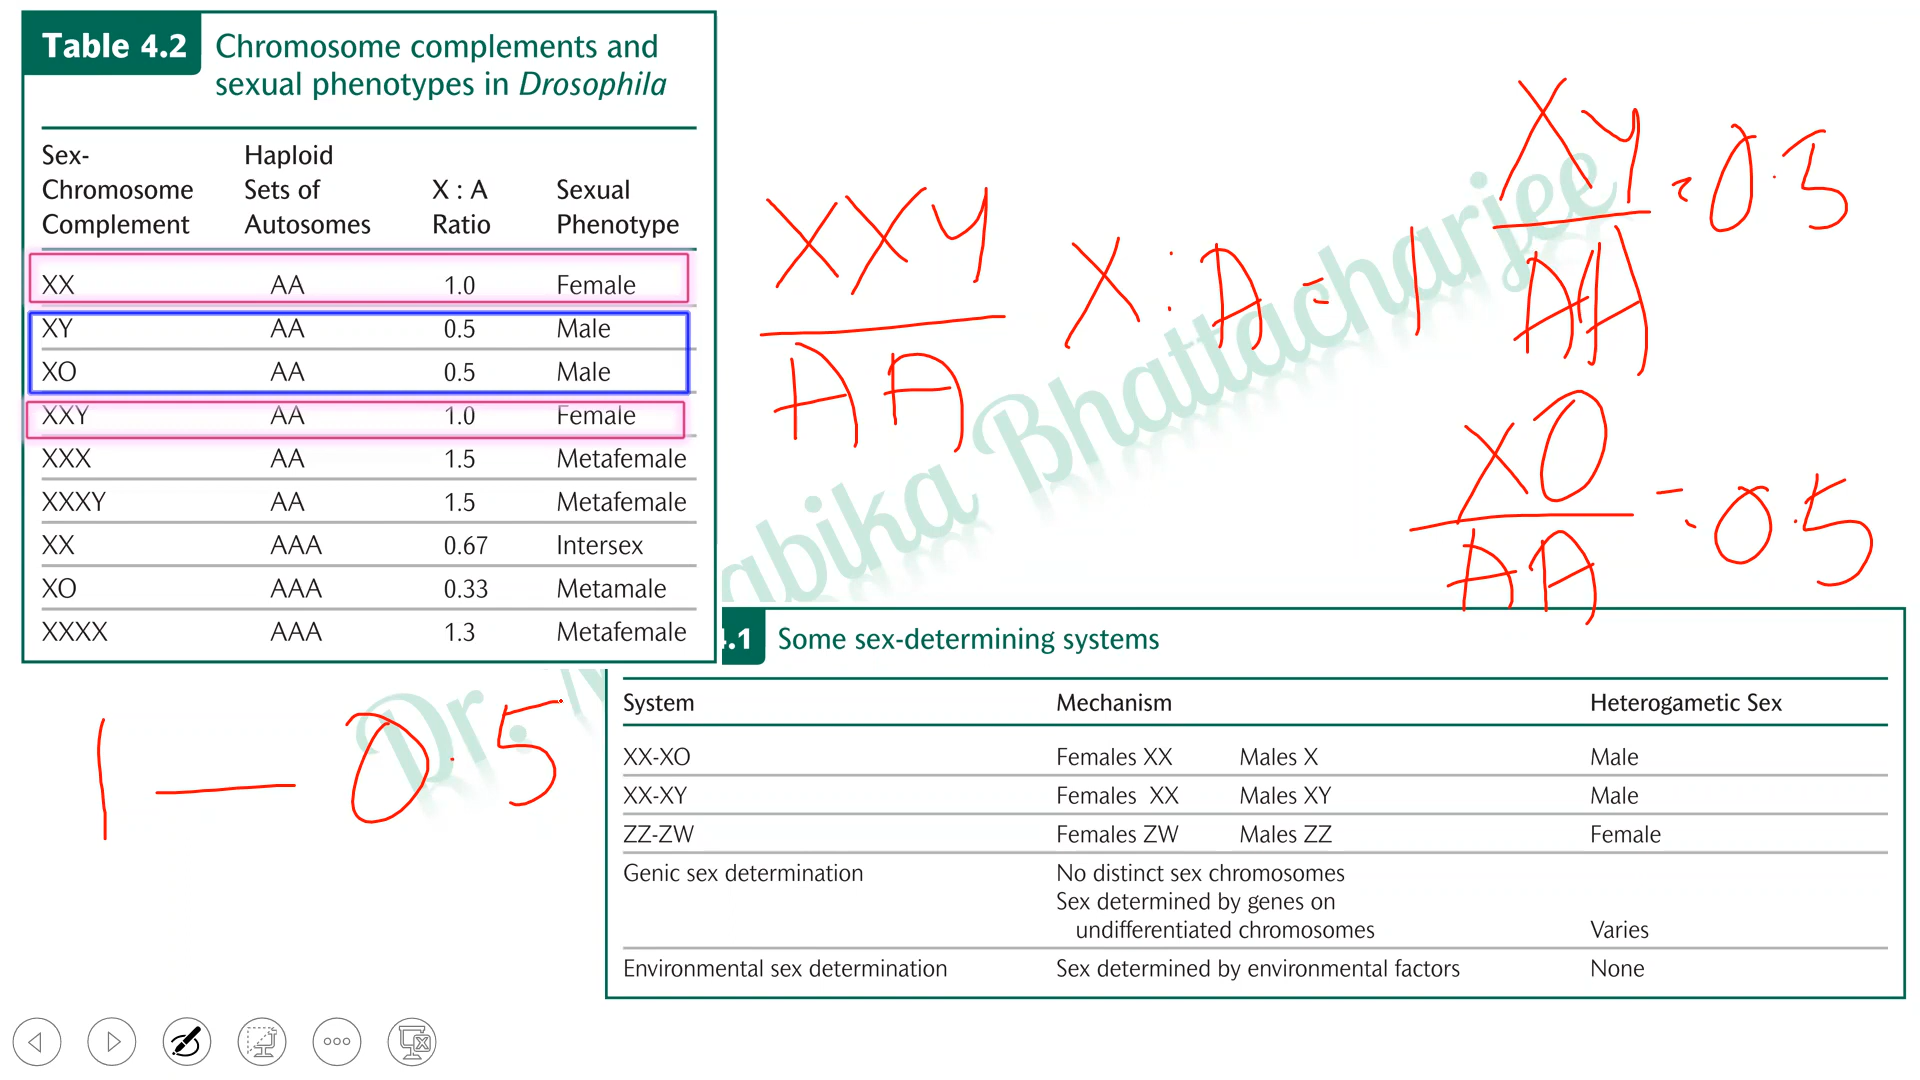 Table 4.2 Chromosome complements and
sexual phenotypes in Drosophila
Sex-
Chromosome
Complement
Haploid
Sets of
Autosomes
X : A
Ratio
Sexual
Phenotype
XX AA 1.0 Female
XY AA 0.5 Male
XO AA 0.5 Male
XXY AA 1.0 Female
XXX AA 1.5 Metafemale
XXXY AA 1.5 Metafemale
XX AAA 0.67 Intersex
XO AAA 0.33 Metamale
XXXX AAA 1.3 Metafemale
XXY
AA
X : A = 1
XY
AA
= 0.5
XO
AA
= 0.5
1 — 0.5
Dr.
abika Bhattacharjee
.1 Some sex-determining systems
System Mechanism Heterogametic Sex
XX-XO Females XX Males X Male
XX-XY Females XX Males XY Male
ZZ-ZW Females ZW Males ZZ Female
Genic sex determination No distinct sex chromosomes
Sex determined by genes on
undifferentiated chromosomes Varies
Environmental sex determination Sex determined by environmental factors None